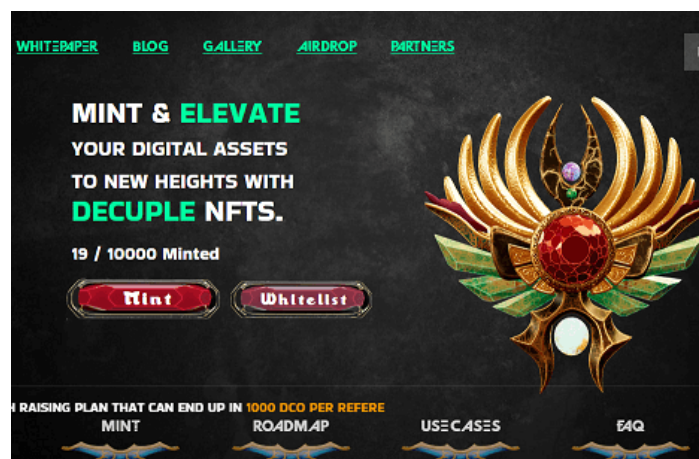 WHITEPAPER BLOG GALLERY AIRDROP PARTNERS
MINT & ELEVATE
YOUR DIGITAL ASSETS
TO NEW HEIGHTS WITH
DECUPLE NFTS.
19 / 10000 Minted
Mint Whitelist
RAISING PLAN THAT CAN END UP IN 1000 DCO PER REFERE
MINT ROADMAP USECASES FAQ